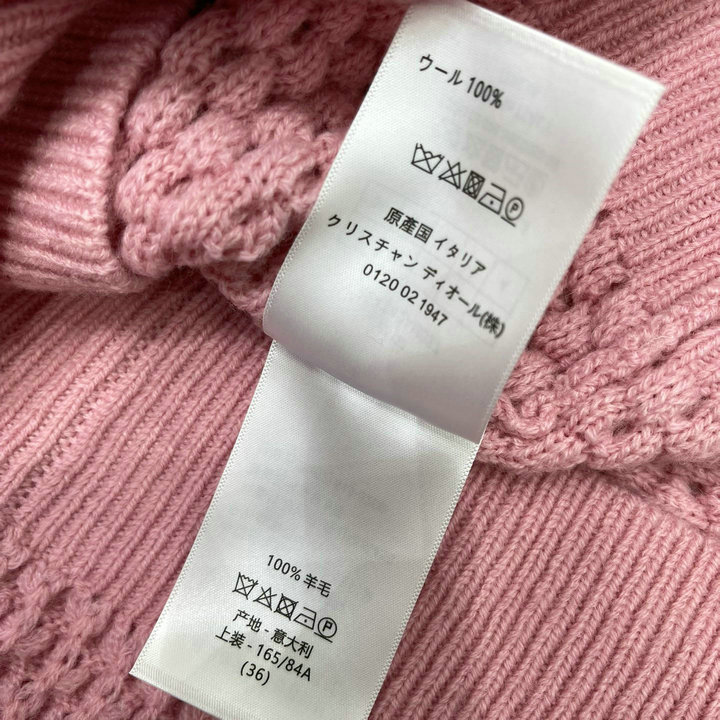 ウール 100%
原産国 イタリア
クリスチャン ディオール(株)
0120 02 1947
100% 羊毛
产地 - 意大利
上装 - 165/84A
(36)